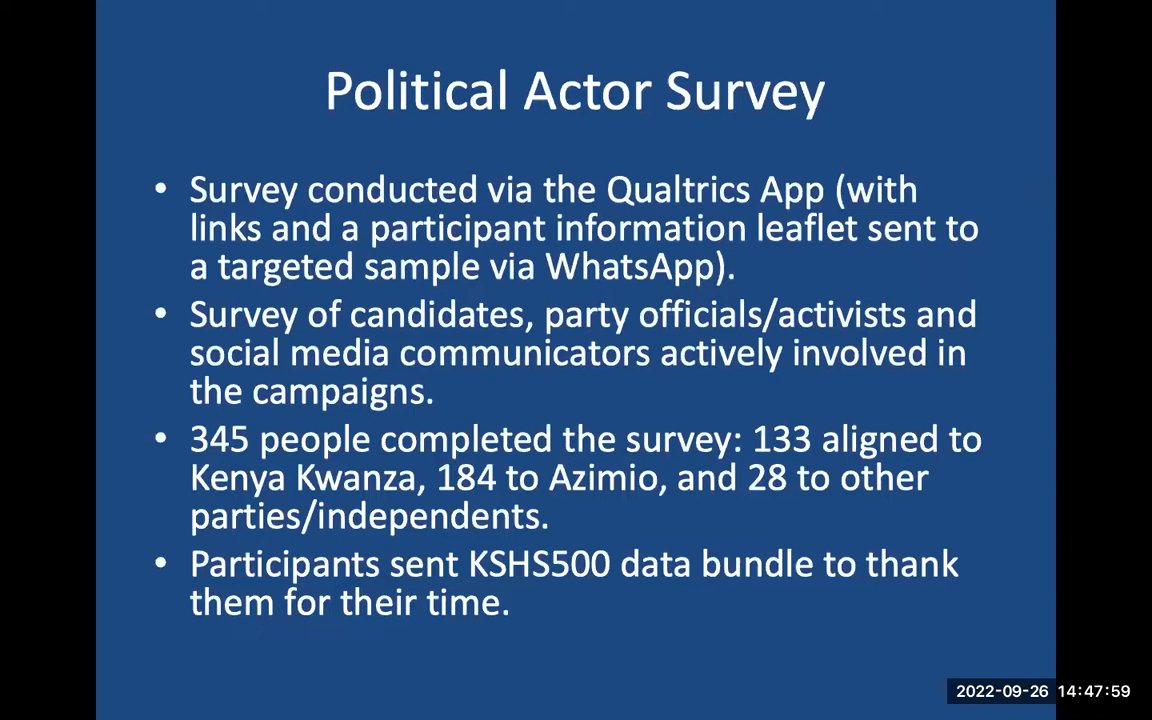 Political Actor Survey
• Survey conducted via the Qualtrics App (with
links and a participant information leaflet sent to
a targeted sample via WhatsApp).
• Survey of candidates, party officials/activists and
social media communicators actively involved in
the campaigns.
• 345 people completed the survey: 133 aligned to
Kenya Kwanza, 184 to Azimio, and 28 to other
parties/independents.
• Participants sent KSHS500 data bundle to thank
them for their time.
2022-09-26 14:47:59